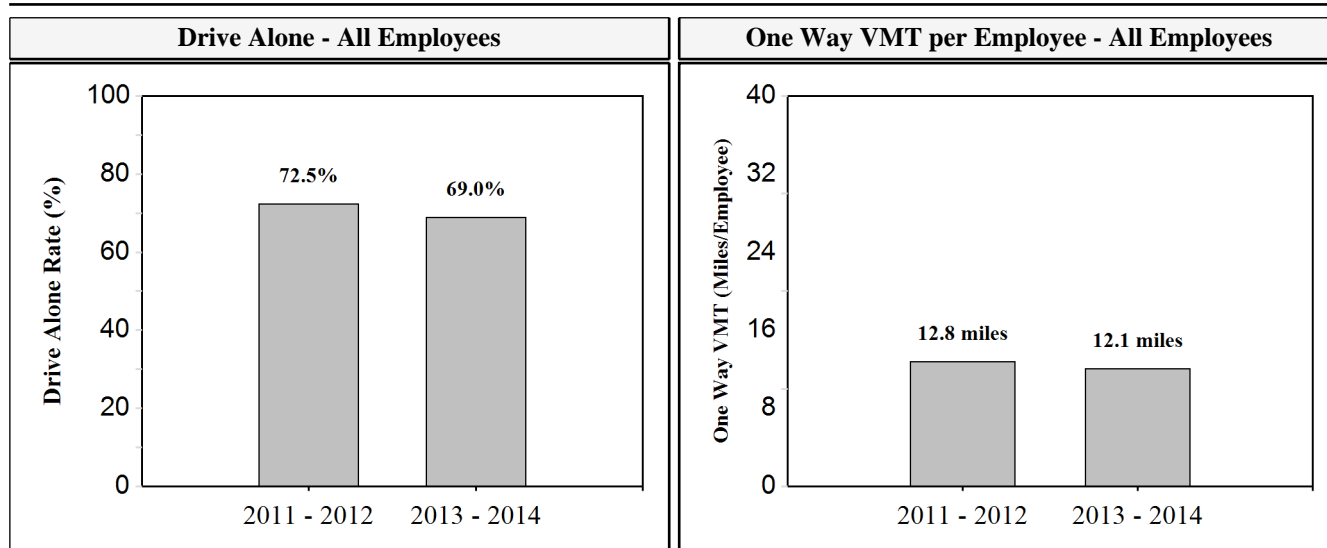 Drive Alone - All Employees
One Way VMT per Employee - All Employees
Drive Alone Rate (%)
100
80
60
40
20
0
72.5%
69.0%
2011 - 2012
2013 - 2014
One Way VMT (Miles/Employee)
40
32
24
16
8
0
12.8 miles
12.1 miles
2011 - 2012
2013 - 2014